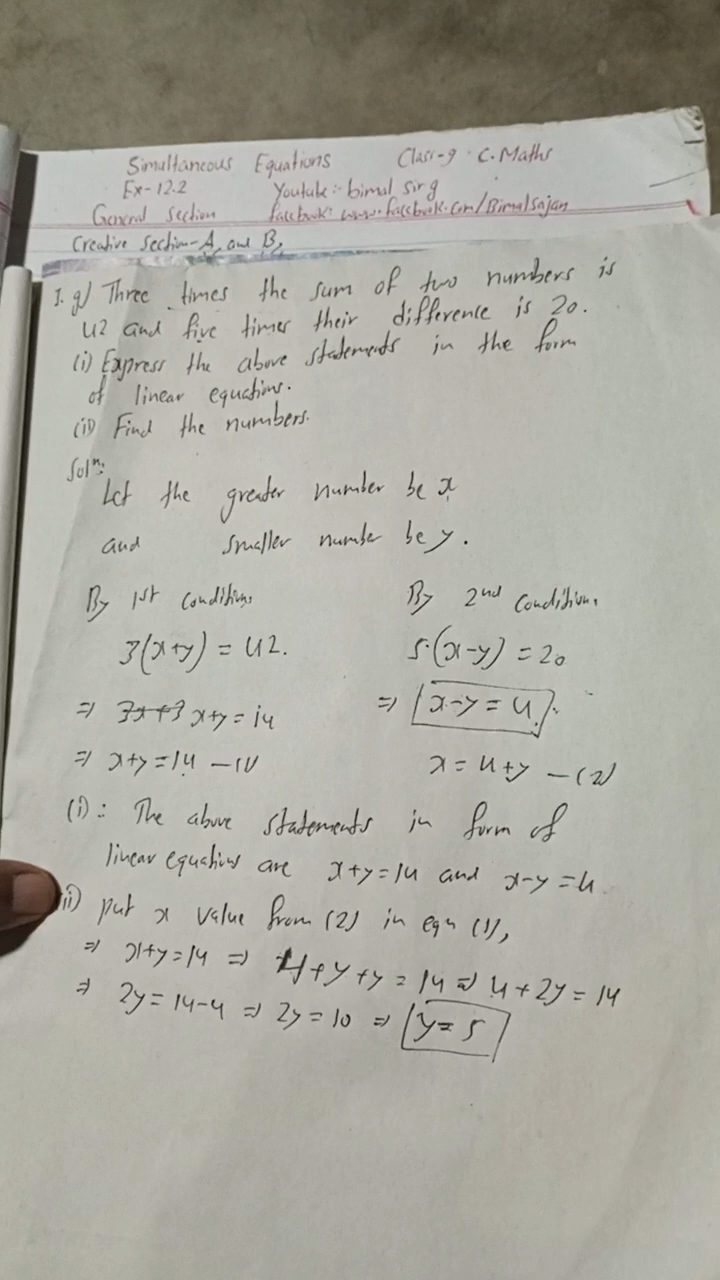 Simultaneous Equations Class-9 C.Maths
Ex-12.2 Youtube:- bimal sir g
General section facebook: www.facebook.com/Bimalsajan
Creative section-A, and B,
1. g) Three times the sum of two numbers is
42 and five times their difference is 20.
(i) Express the above statements in the form
of linear equations.
(ii) Find the numbers.
Solⁿ:
Let the greater number be x
and smaller number be y.
By 1st condition, By 2nd condition,
3(x+y) = 42. 5.(x-y) = 20
⇒ x+y = 14 ⇒ x-y = 4
⇒ x+y = 14 - (1) x = 4+y - (2)
(i): The above statements in form of
linear equations are x+y=14 and x-y=4.
ii) put x value from (2) in eqn (1),
⇒ x+y=14 ⇒ 4+y+y = 14 ⇒ 4+2y = 14
⇒ 2y = 14-4 ⇒ 2y = 10 ⇒ y = 5